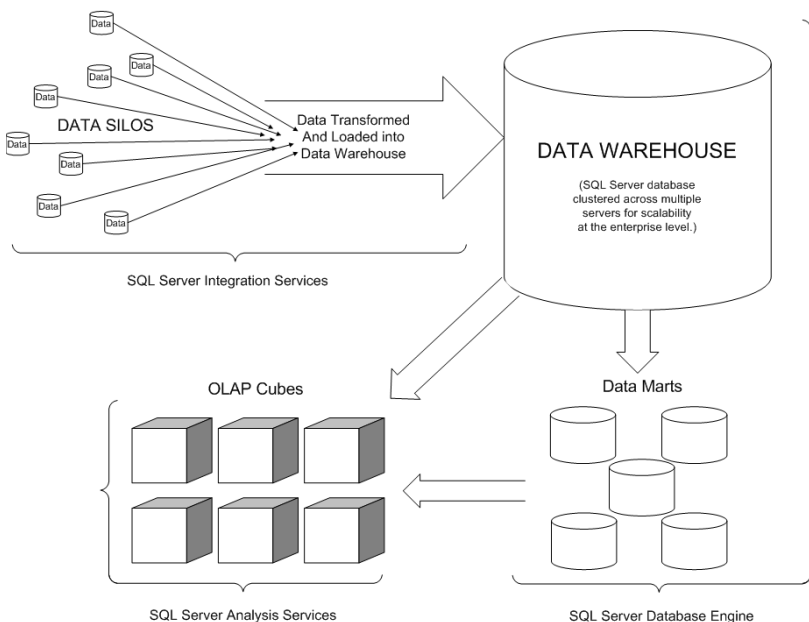 Data
Data
Data
Data
DATA SILOS
Data
Data
Data
Data
Data
Data Transformed
And Loaded into
Data Warehouse
SQL Server Integration Services
DATA WAREHOUSE
(SQL Server database
clustered across multiple
servers for scalability
at the enterprise level.)
OLAP Cubes
Data Marts
SQL Server Analysis Services
SQL Server Database Engine